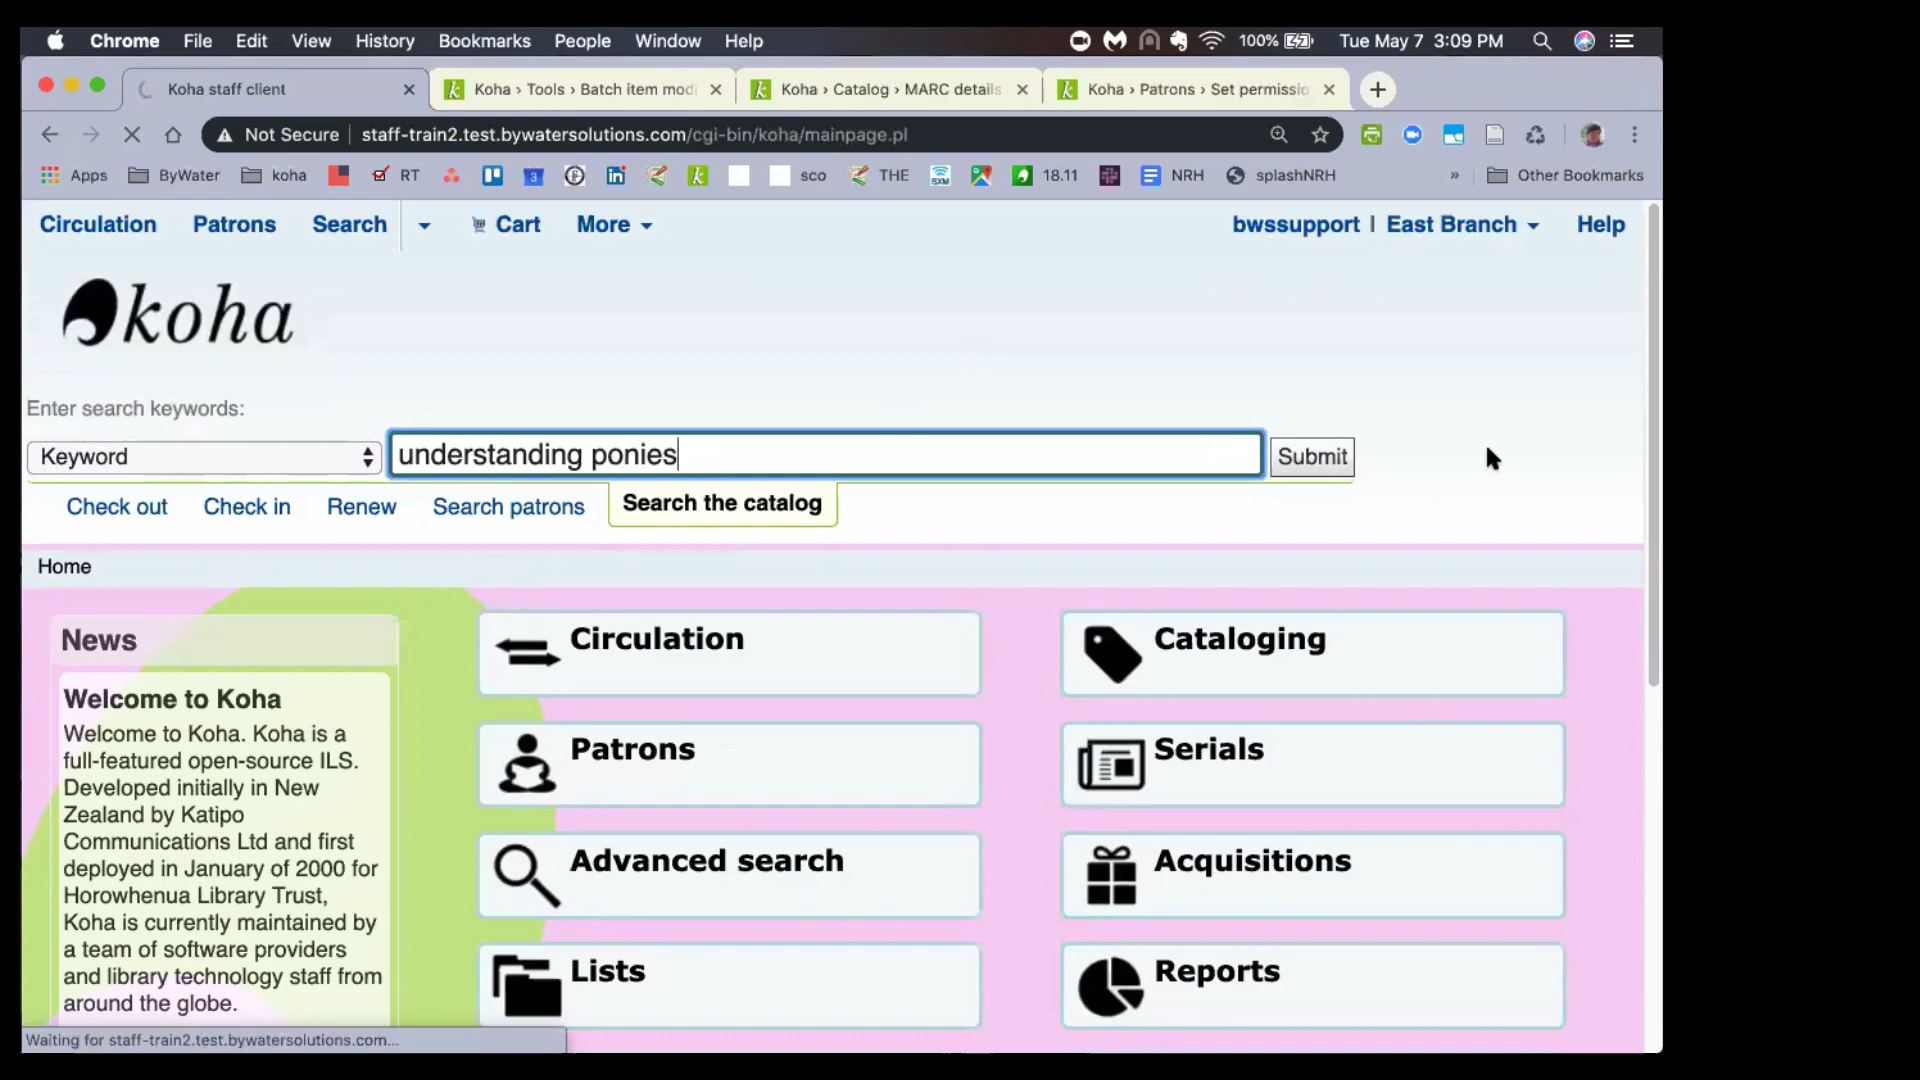 Chrome File Edit View History Bookmarks People Window Help 100% Tue May 7 3:09 PM
Koha staff client Koha › Tools › Batch item modi Koha › Catalog › MARC details Koha › Patrons › Set permissio
Not Secure staff-train2.test.bywatersolutions.com/cgi-bin/koha/mainpage.pl
Apps ByWater koha RT 3 sco THE SXM 18.11 NRH splashNRH » Other Bookmarks
Circulation Patrons Search Cart More bwssupport | East Branch Help
koha
Enter search keywords:
Keyword understanding ponies Submit
Check out Check in Renew Search patrons Search the catalog
Home
News
Welcome to Koha
Welcome to Koha. Koha is a
full-featured open-source ILS.
Developed initially in New
Zealand by Katipo
Communications Ltd and first
deployed in January of 2000 for
Horowhenua Library Trust,
Koha is currently maintained by
a team of software providers
and library technology staff from
around the globe.
Circulation Cataloging
Patrons Serials
Advanced search Acquisitions
Lists Reports
Waiting for staff-train2.test.bywatersolutions.com...